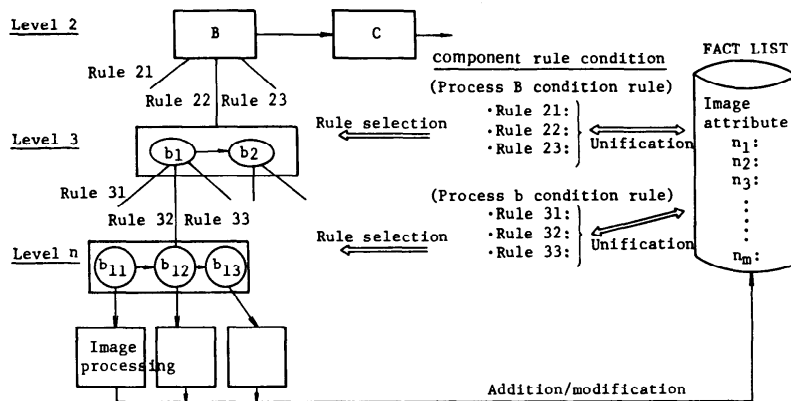 Level 2
B
C
component rule condition
FACT LIST
Rule 21
Rule 22
Rule 23
(Process B condition rule)
·Rule 21:
·Rule 22:
·Rule 23:
Rule selection
Unification
Image
attribute
n1:
n2:
n3:
nm:
Level 3
b1
b2
Rule 31
Rule 32
Rule 33
(Process b condition rule)
·Rule 31:
·Rule 32:
·Rule 33:
Rule selection
Unification
Level n
b11
b12
b13
Image
processing
Addition/modification